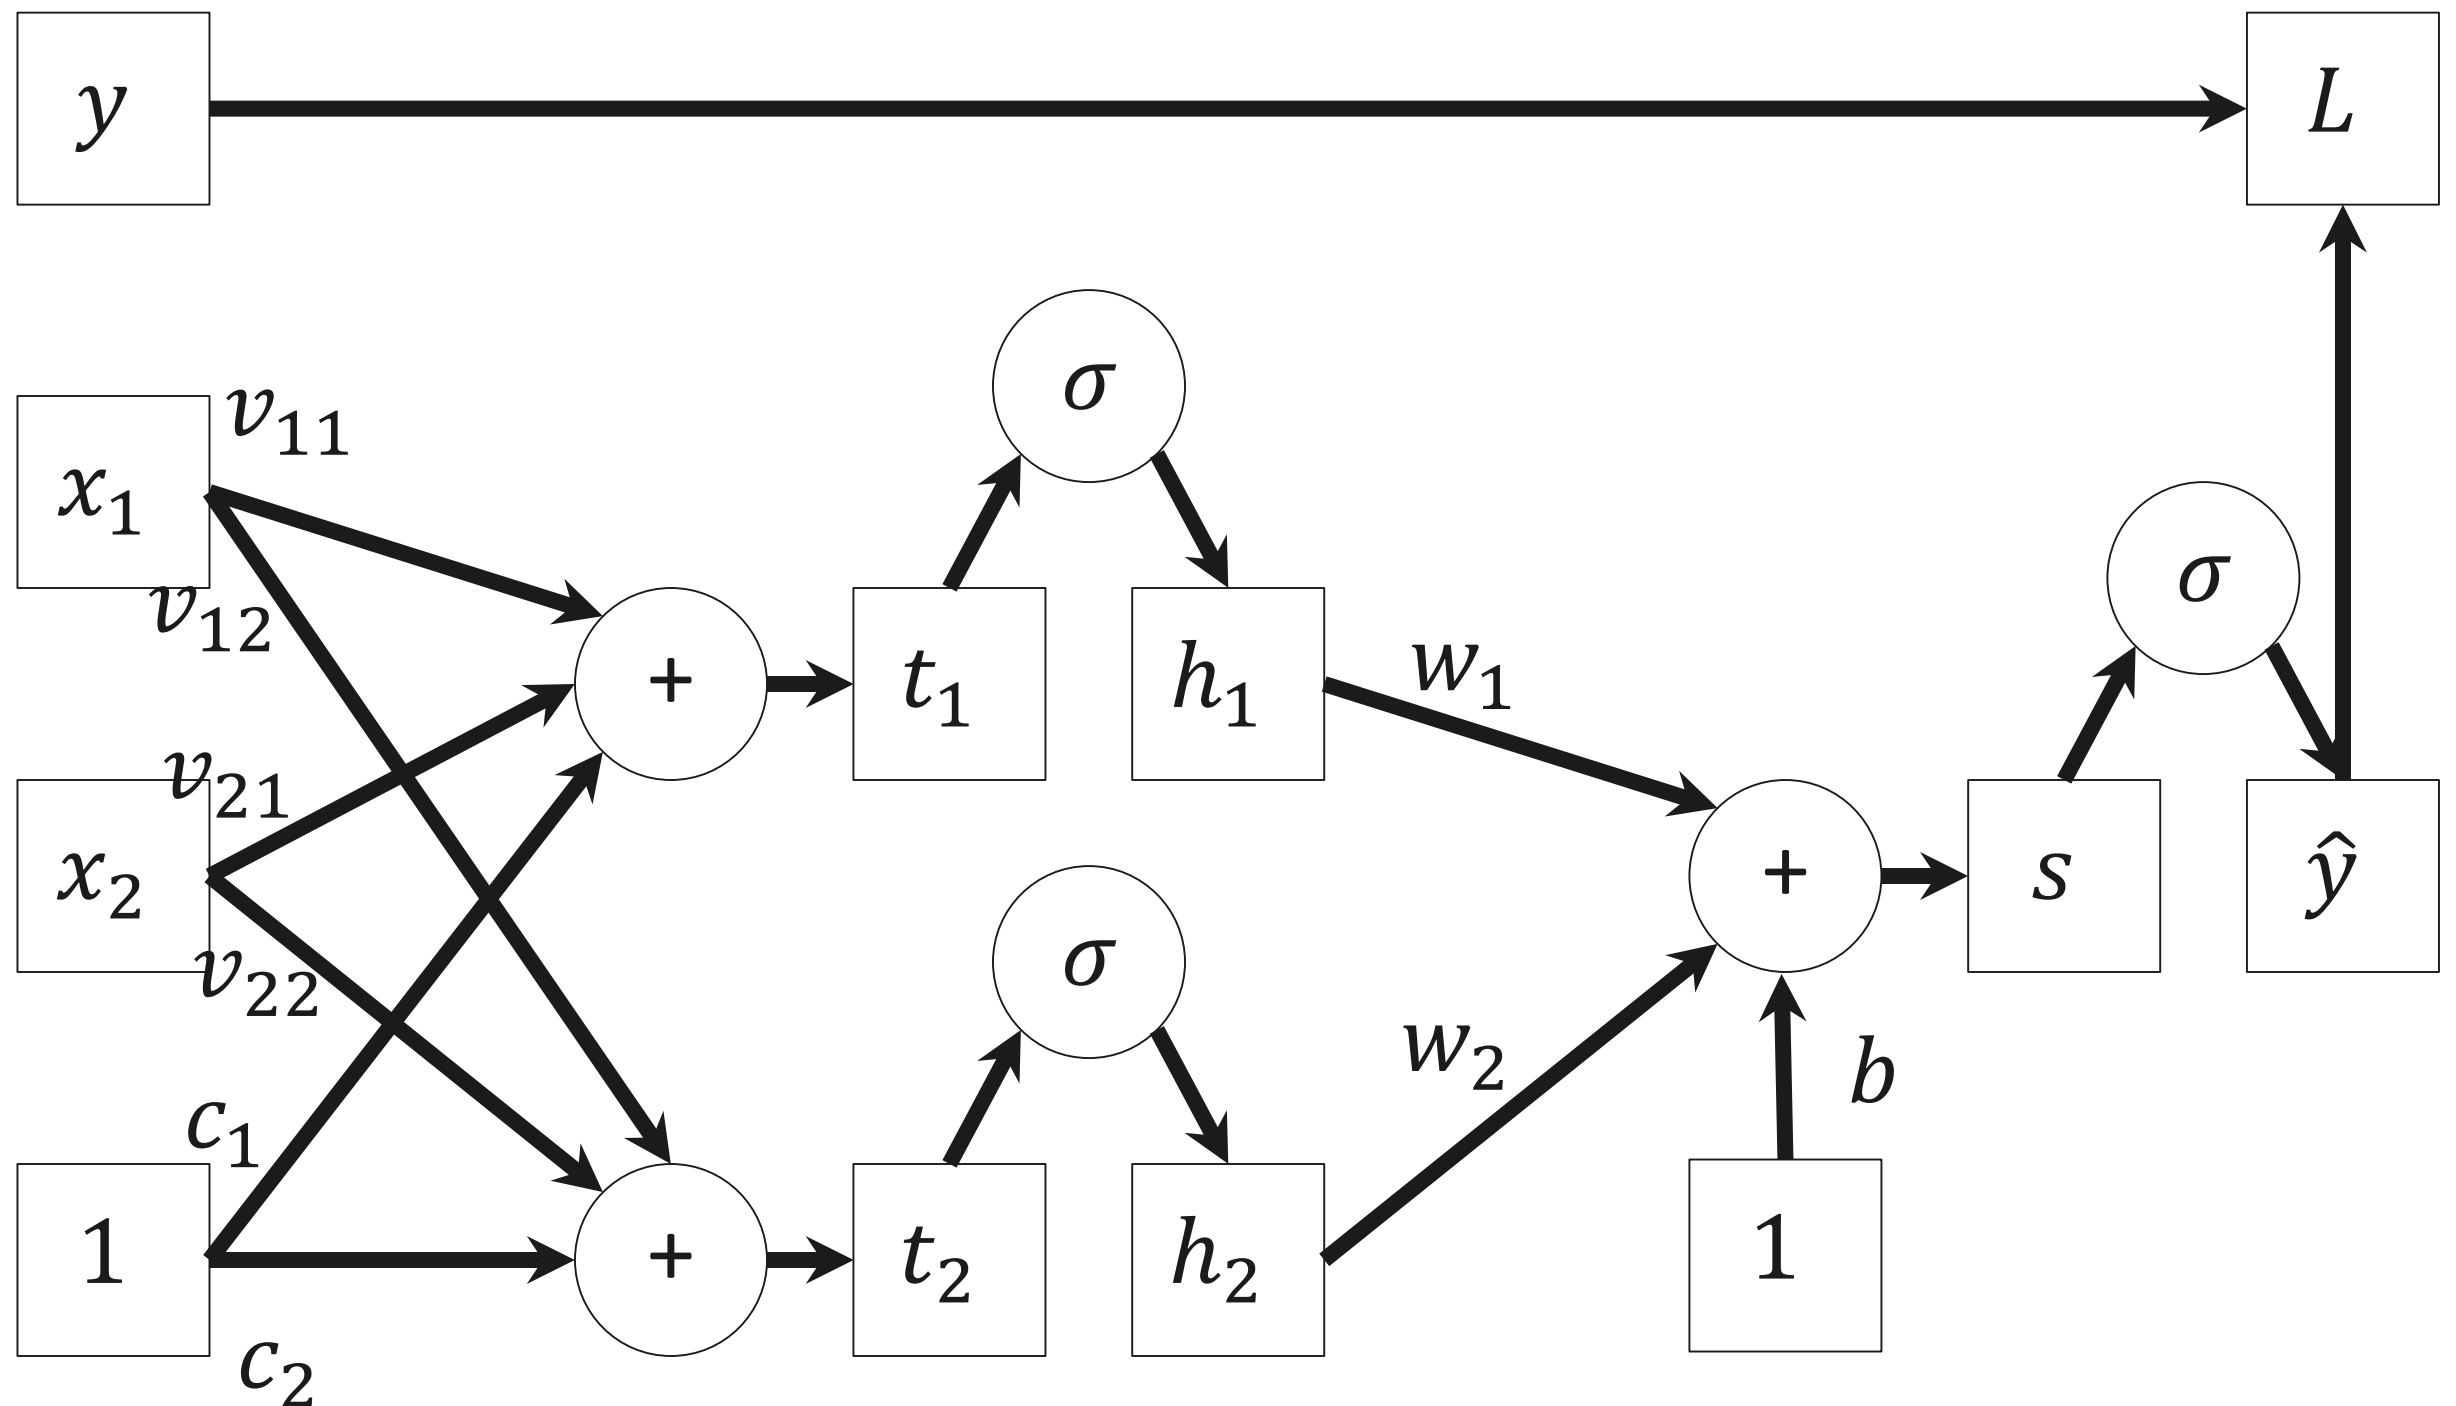 y
L
σ
v₁₁
x₁
σ
v₁₂
+
t₁
h₁
w₁
v₂₁
x₂
+
s
ŷ
v₂₂
σ
w₂
b
c₁
1
+
t₂
h₂
1
c₂